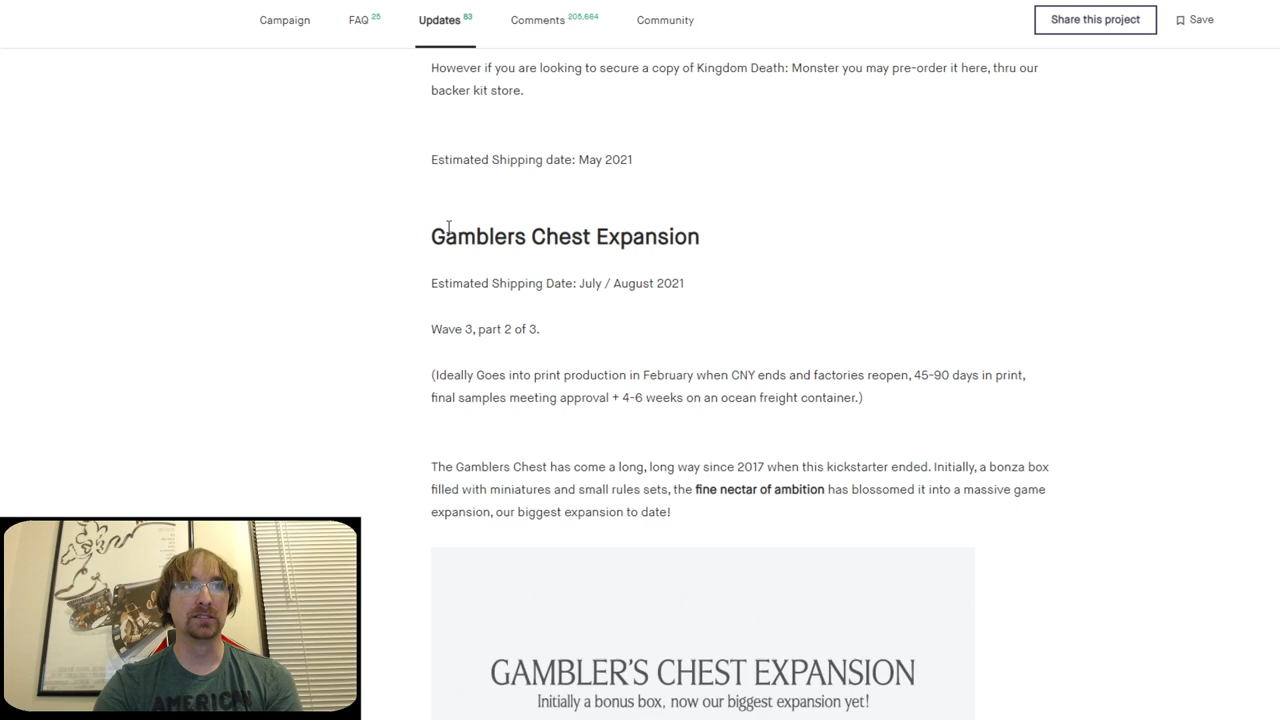 Campaign FAQ 25 Updates 83 Comments 205,664 Community Share this project Save
However if you are looking to secure a copy of Kingdom Death: Monster you may pre-order it here, thru our
backer kit store.
Estimated Shipping date: May 2021
Gamblers Chest Expansion
Estimated Shipping Date: July / August 2021
Wave 3, part 2 of 3.
(Ideally Goes into print production in February when CNY ends and factories reopen, 45-90 days in print,
final samples meeting approval + 4-6 weeks on an ocean freight container.)
The Gamblers Chest has come a long, long way since 2017 when this kickstarter ended. Initially, a bonza box
filled with miniatures and small rules sets, the fine nectar of ambition has blossomed it into a massive game
expansion, our biggest expansion to date!
GAMBLER'S CHEST EXPANSION
Initially a bonus box, now our biggest expansion yet!
AMERICAN